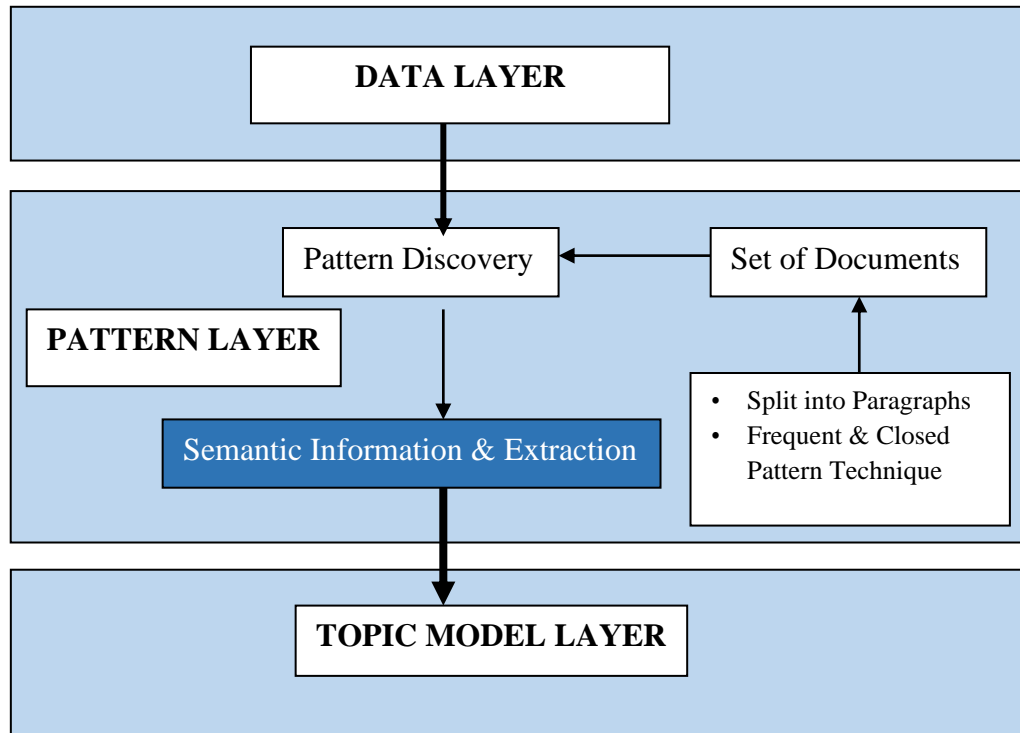 DATA LAYER
Pattern Discovery
Set of Documents
PATTERN LAYER
• Split into Paragraphs
• Frequent & Closed
Pattern Technique
Semantic Information & Extraction
TOPIC MODEL LAYER